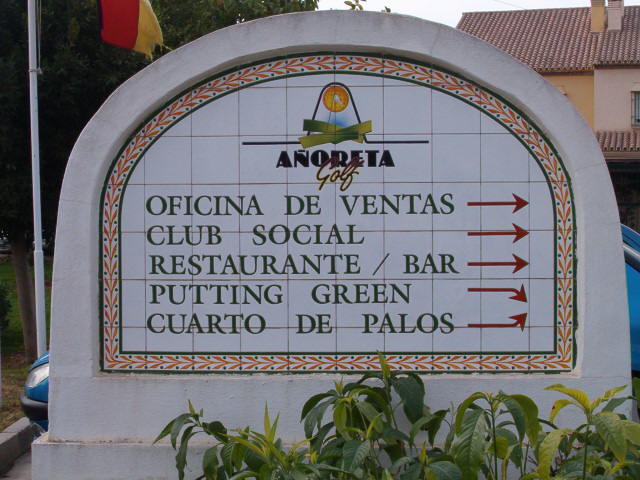 AÑORETA
Golf
OFICINA DE VENTAS
CLUB SOCIAL
RESTAURANTE / BAR
PUTTING GREEN
CUARTO DE PALOS